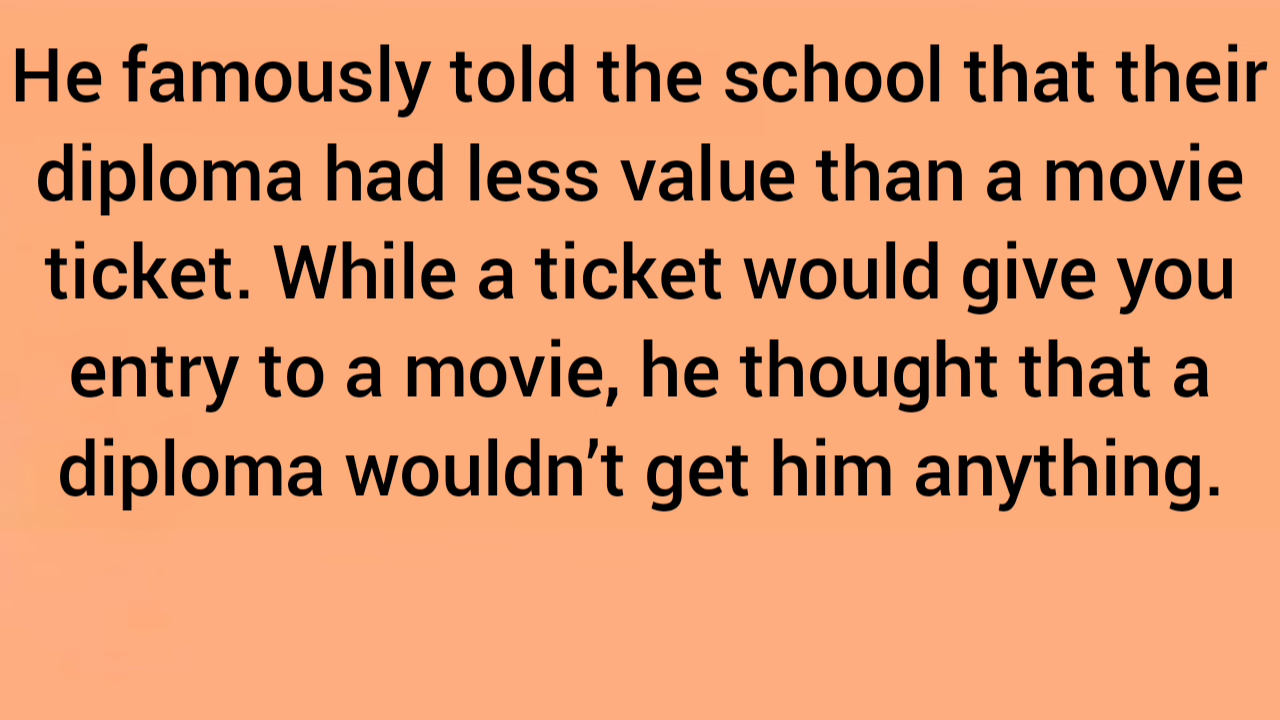 He famously told the school that their
diploma had less value than a movie
ticket. While a ticket would give you
entry to a movie, he thought that a
diploma wouldn’t get him anything.